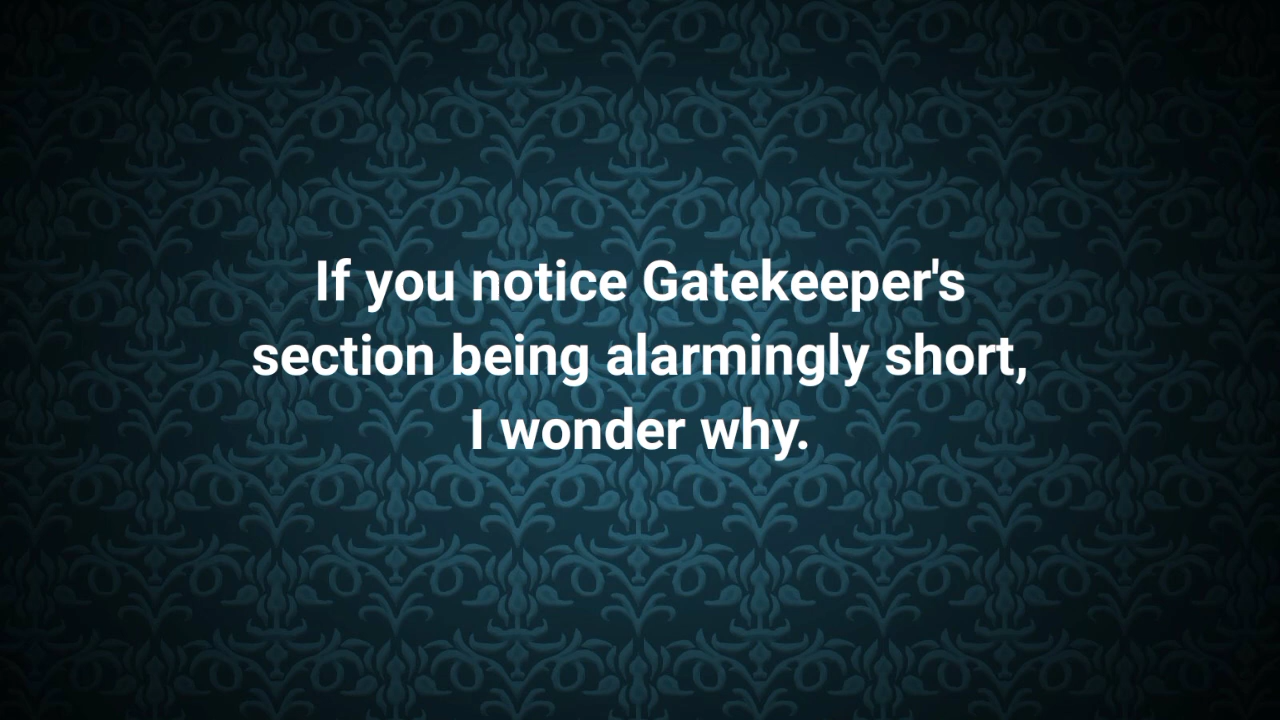 If you notice Gatekeeper's
section being alarmingly short,
I wonder why.